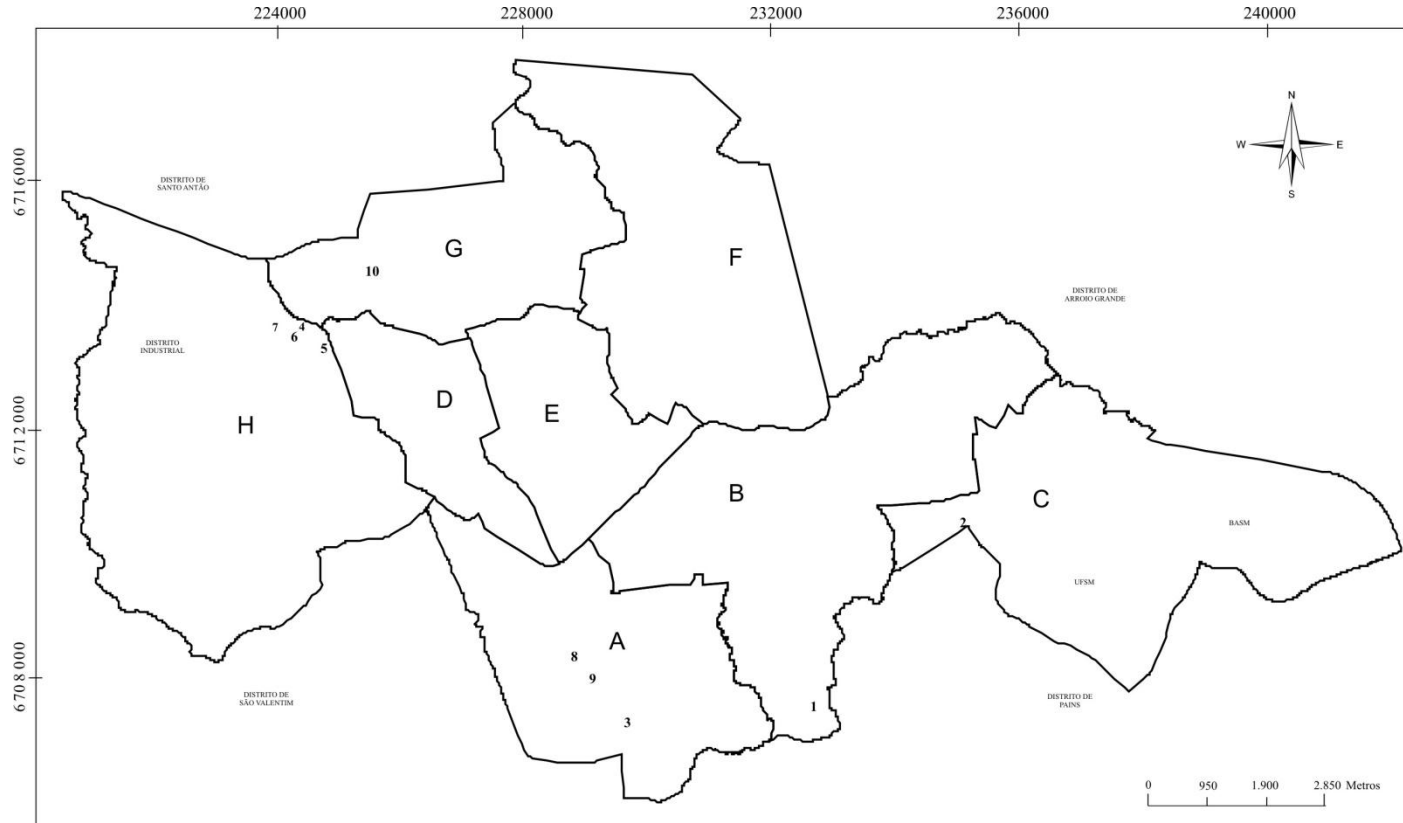 224000 228000 232000 236000 240000
N
W E
S
6716000
DISTRITO DE
SANTO ANTÃO
G
F
10
DISTRITO DE
ARROIO GRANDE
7 4
6
5
DISTRITO
INDUSTRIAL
D
E
H
6712000
B
C
2
BASM
UFSM
A
8
9
6708000
DISTRITO DE
SÃO VALENTIM
DISTRITO DE
PAINS
1
3
0 950 1.900 2.850 Metros